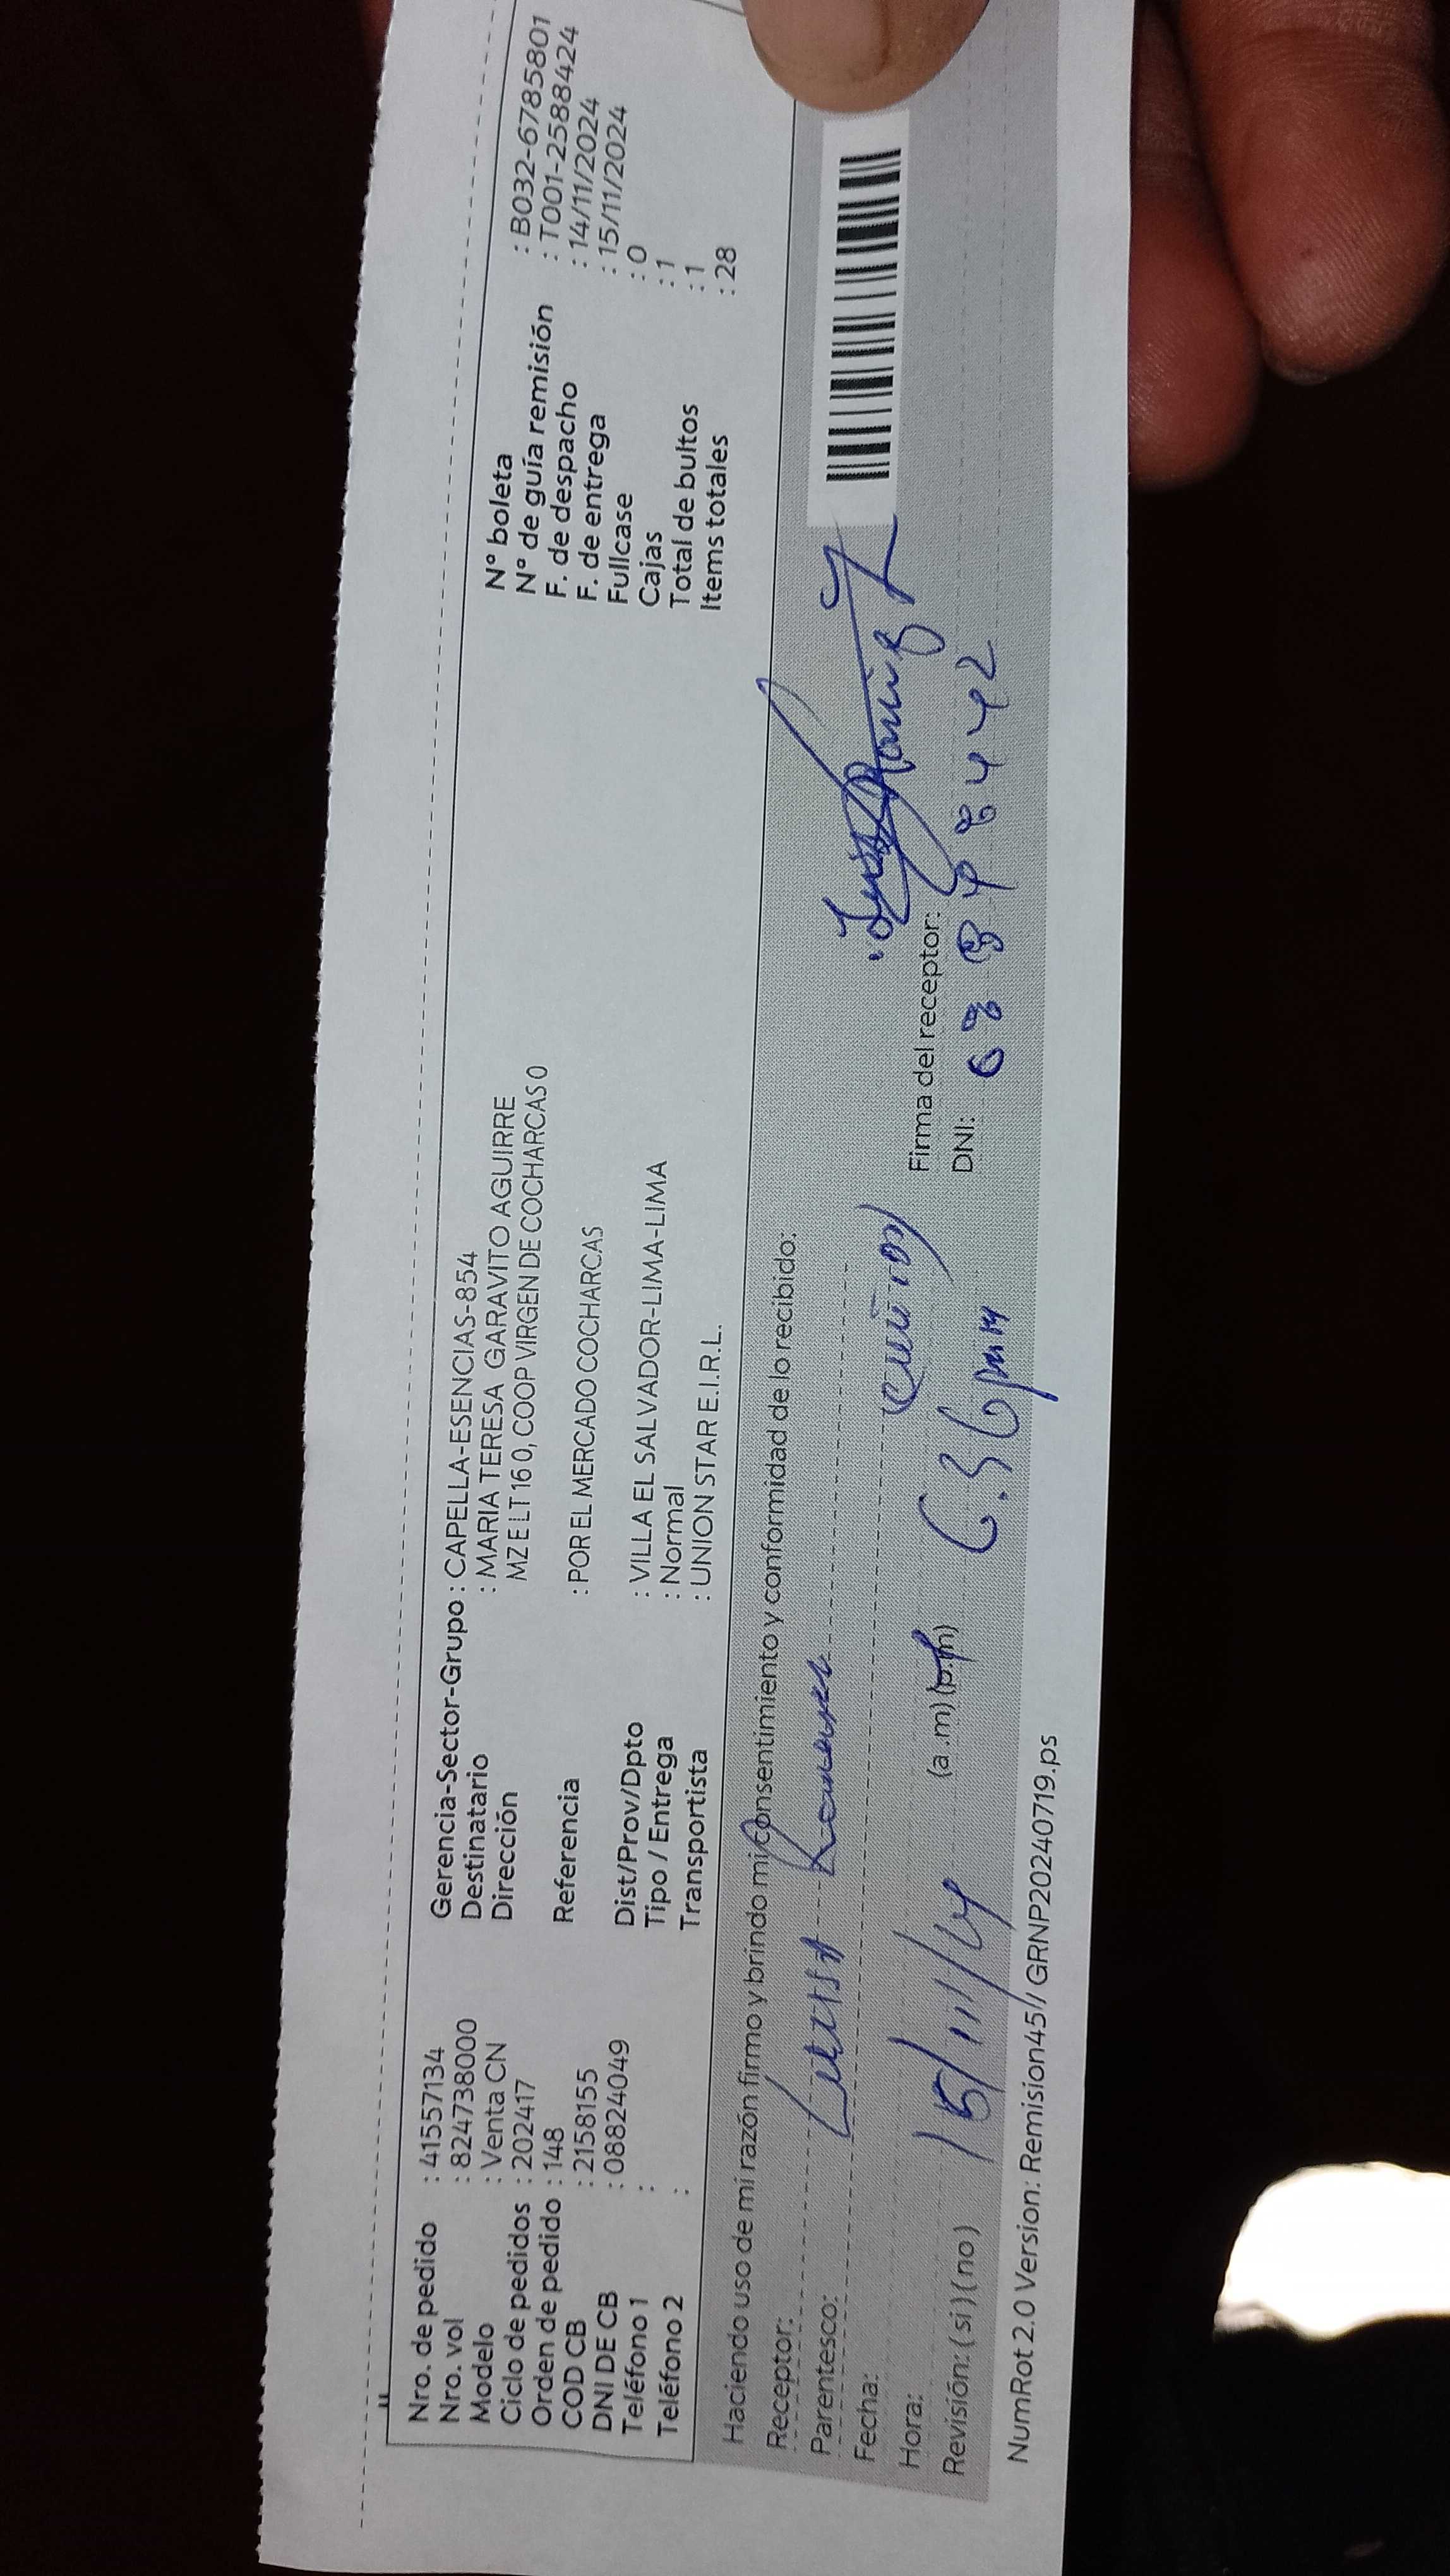 Nro. de pedido : 41557134
Nro. vol : 824738000
Modelo : Venta CN
Ciclo de pedidos : 202417
Orden de pedido : 148
COD CB : 2158155
DNI DE CB : 08824049
Teléfono 1 :
Teléfono 2 :
Gerencia-Sector-Grupo : CAPELLA-ESENCIAS-854
Destinatario : MARIA TERESA GARAVITO AGUIRRE
Dirección MZ E LT 16 0, COOP VIRGEN DE COCHARCAS 0
Referencia : POR EL MERCADO COCHARCAS
Dist/Prov/Dpto : VILLA EL SALVADOR-LIMA-LIMA
Tipo / Entrega : Normal
Transportista : UNION STAR E.I.R.L.
N° boleta : B032-6785801
N° de guía remisión : T001-2588424
F. de despacho : 14/11/2024
F. de entrega : 15/11/2024
Fullcase : 0
Cajas : 1
Total de bultos : 1
Items totales : 28
Haciendo uso de mi razón firmo y brindo mi consentimiento y conformidad de lo recibido:
Receptor:
Parentesco:
Fecha: 15/11/24
Hora: (a .m) (p.m) 6.36 pm
Revisión: (si) (no)
Firma del receptor:
DNI:
NumRot 2.0 Version: Remision45 // GRNP20240719.ps